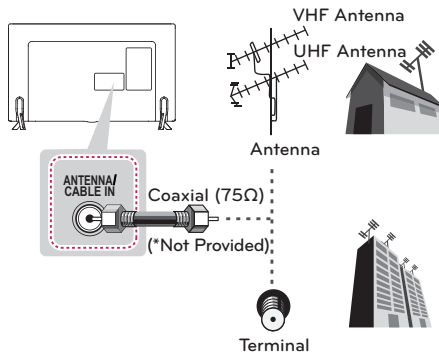 VHF Antenna
UHF Antenna
Antenna
ANTENNA/
CABLE IN
Coaxial (75Ω)
(*Not Provided)
Terminal